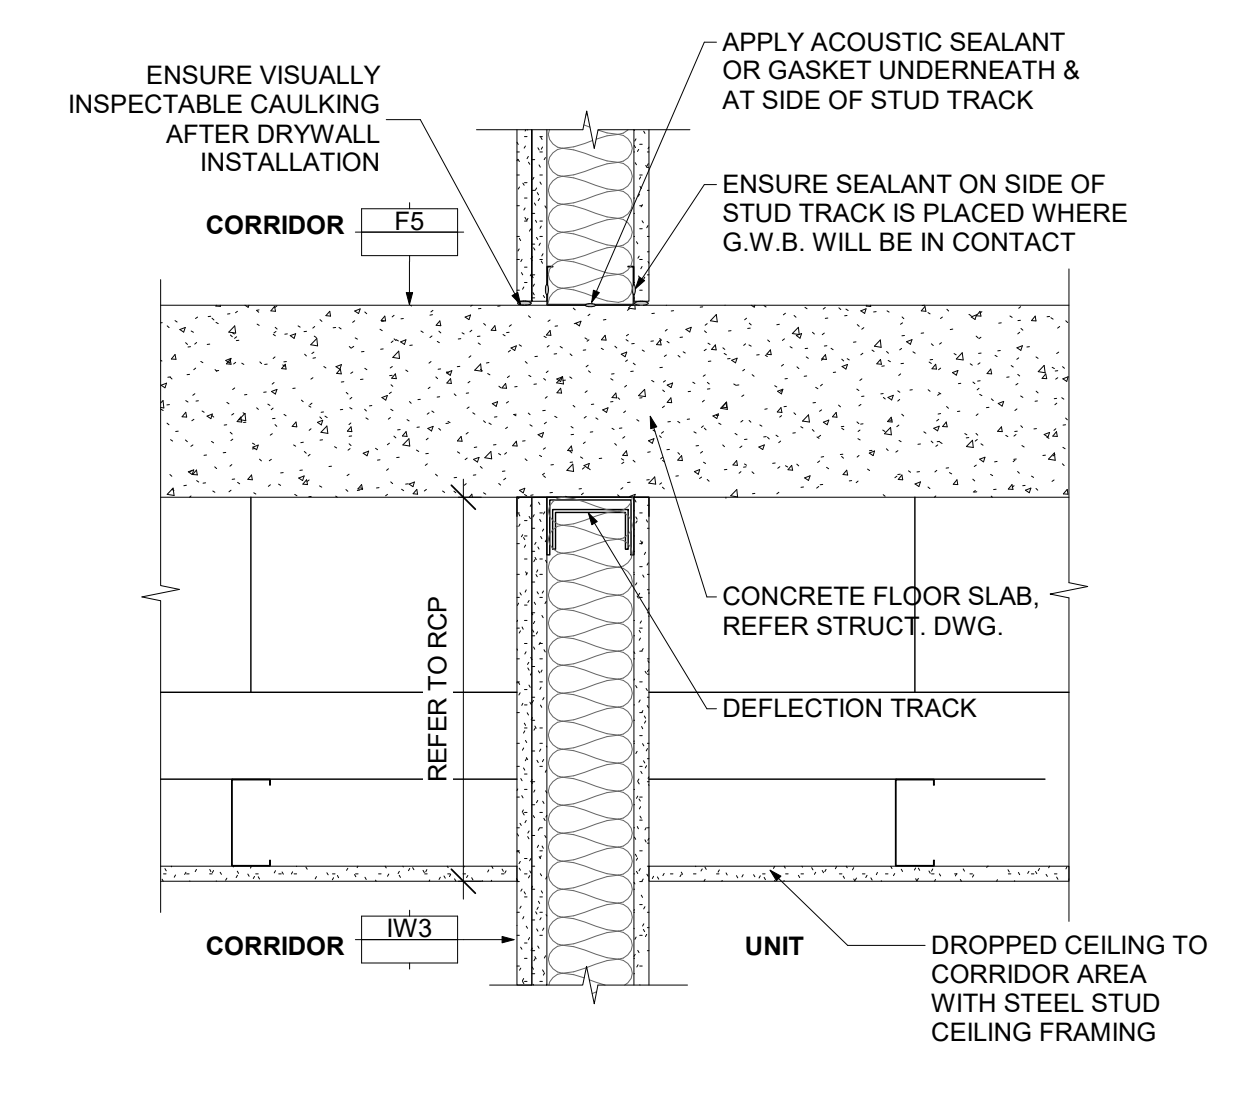 APPLY ACOUSTIC SEALANT
OR GASKET UNDERNEATH &
AT SIDE OF STUD TRACK
ENSURE VISUALLY
INSPECTABLE CAULKING
AFTER DRYWALL
INSTALLATION
ENSURE SEALANT ON SIDE OF
STUD TRACK IS PLACED WHERE
G.W.B. WILL BE IN CONTACT
CORRIDOR
F5
CONCRETE FLOOR SLAB,
REFER STRUCT. DWG.
REFER TO RCP
DEFLECTION TRACK
CORRIDOR
IW3
UNIT
DROPPED CEILING TO
CORRIDOR AREA
WITH STEEL STUD
CEILING FRAMING